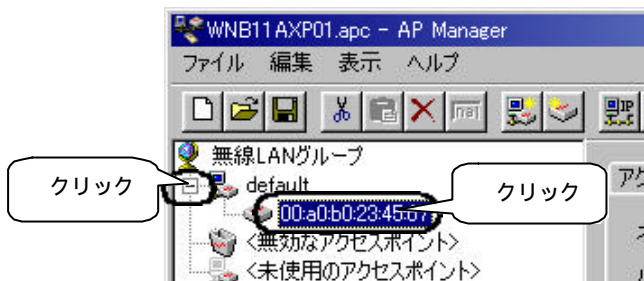 WNB11AXP01.apc - AP Manager
ファイル 編集 表示 ヘルプ
net
IP
無線LANグループ
クリック
default
クリック
00:a0:b0:23:45:67
<無効なアクセスポイント>
<未使用のアクセスポイント>